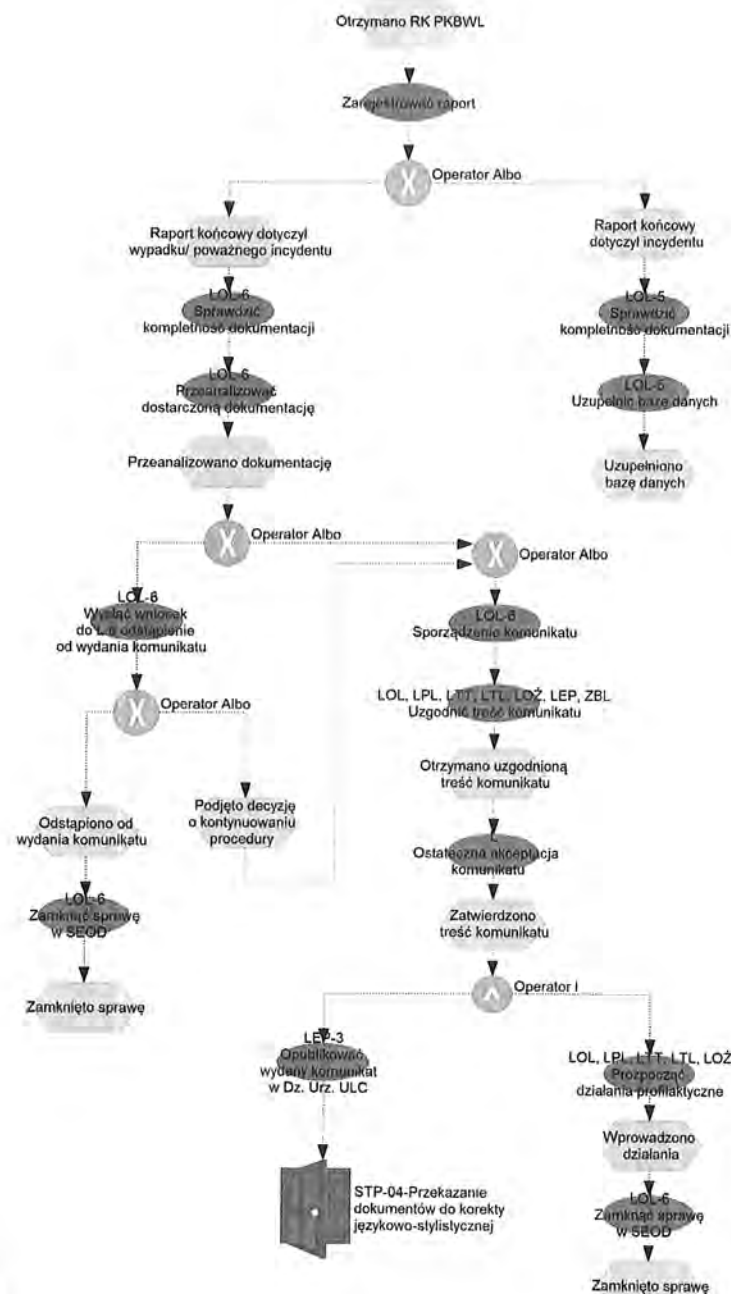 Otrzymano RK PKBWL
Zarejestrować raport
X
Operator Albo
Raport końcowy dotyczył
wypadku/ poważnego incydentu
Raport końcowy
dotyczył incydentu
LOL-6
Sprawdzić
kompletność dokumentacji
LOL-5
Sprawdzić
kompletność dokumentacji
LOL-6
Przeanalizować
dostarczoną dokumentację
LOL-5
Uzupełnić bazę danych
Przeanalizowano dokumentację
Uzupełniono
bazę danych
X
Operator Albo
X
Operator Albo
LOL-6
Wysłać wniosek
do L o odstąpienie
od wydania komunikatu
LOL-6
Sporządzenie komunikatu
X
Operator Albo
LOL, LPL, LTT, LTL, LOŻ, LEP, ZBL
Uzgodnić treść komunikatu
Otrzymano uzgodnioną
treść komunikatu
Odstąpiono od
wydania komunikatu
Podjęto decyzję
o kontynuowaniu
procedury
L
Ostateczna akceptacja
komunikatu
LOL-6
Zamknąć sprawę
w SEOD
Zatwierdzono
treść komunikatu
Zamknięto sprawę
Operator I
LEP-3
Opublikować
wydany komunikat
w Dz. Urz. ULC
LOL, LPL, LTT, LTL, LOŻ
Prozpocząć
działania profilaktyczne
STP-04-Przekazanie
dokumentów do korekty
językowo-stylistycznej
Wprowadzono
działania
LOL-6
Zamknąć sprawę
w SEOD
Zamknięto sprawę